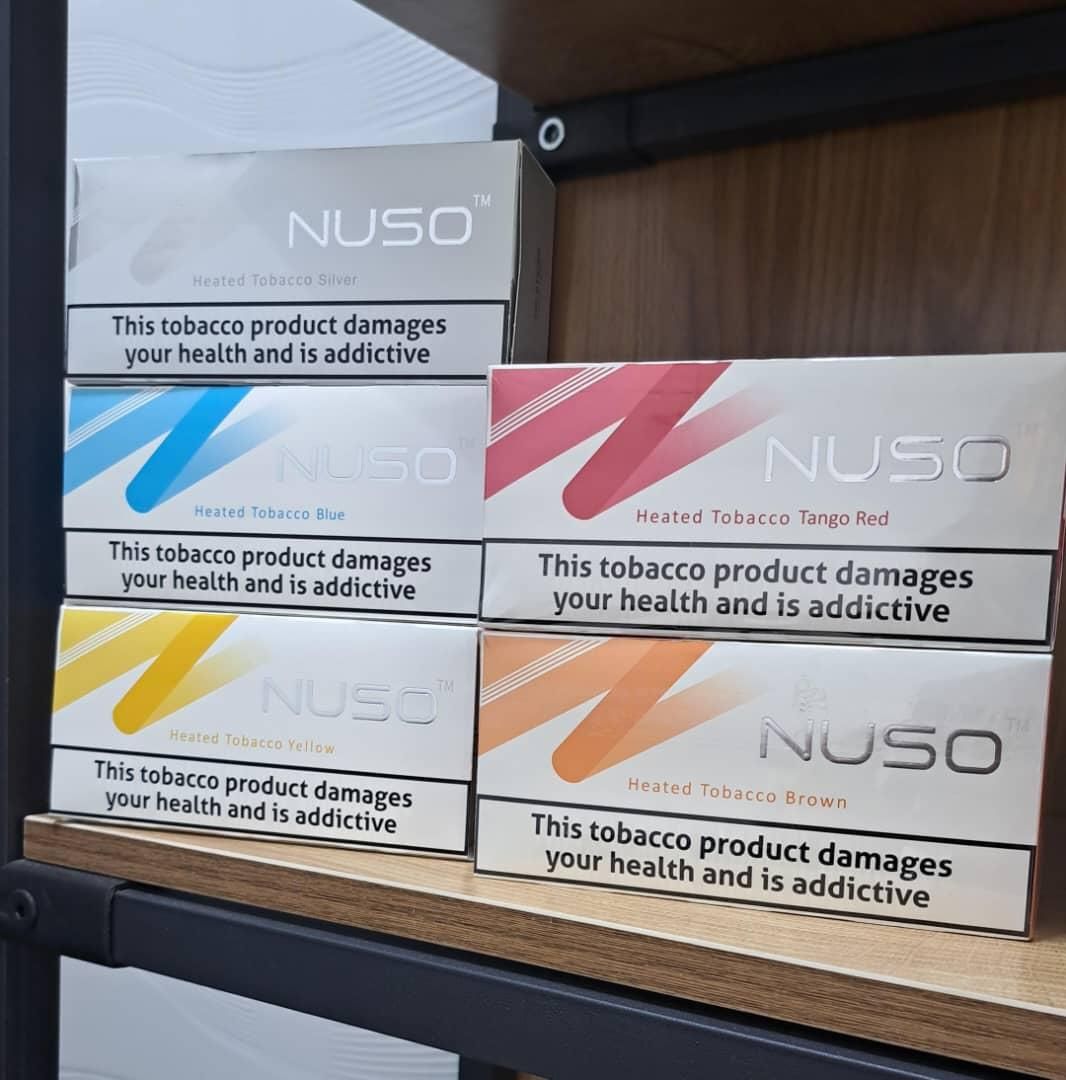 NUSO™
Heated Tobacco Silver
This tobacco product damages
your health and is addictive
NUSO™
Heated Tobacco Blue
This tobacco product damages
your health and is addictive
NUSO™
Heated Tobacco Yellow
This tobacco product damages
your health and is addictive
NUSO™
Heated Tobacco Tango Red
This tobacco product damages
your health and is addictive
NUSO™
Heated Tobacco Brown
This tobacco product damages
your health and is addictive